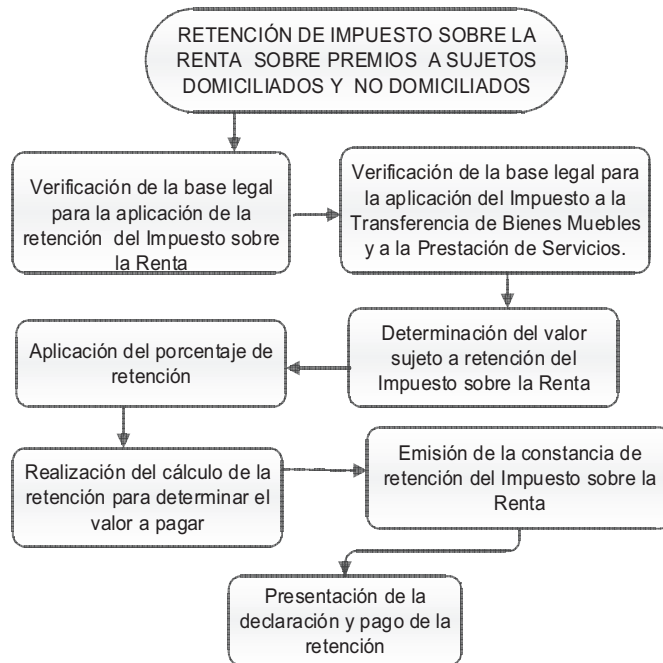 RETENCIÓN DE IMPUESTO SOBRE LA
RENTA SOBRE PREMIOS A SUJETOS
DOMICILIADOS Y NO DOMICILIADOS
Verificación de la base legal
para la aplicación de la
retención del Impuesto sobre
la Renta
Verificación de la base legal para
la aplicación del Impuesto a la
Transferencia de Bienes Muebles
y a la Prestación de Servicios.
Determinación del valor
sujeto a retención del
Impuesto sobre la Renta
Aplicación del porcentaje de
retención
Realización del cálculo de la
retención para determinar el
valor a pagar
Emisión de la constancia de
retención del Impuesto sobre la
Renta
Presentación de la
declaración y pago de la
retención